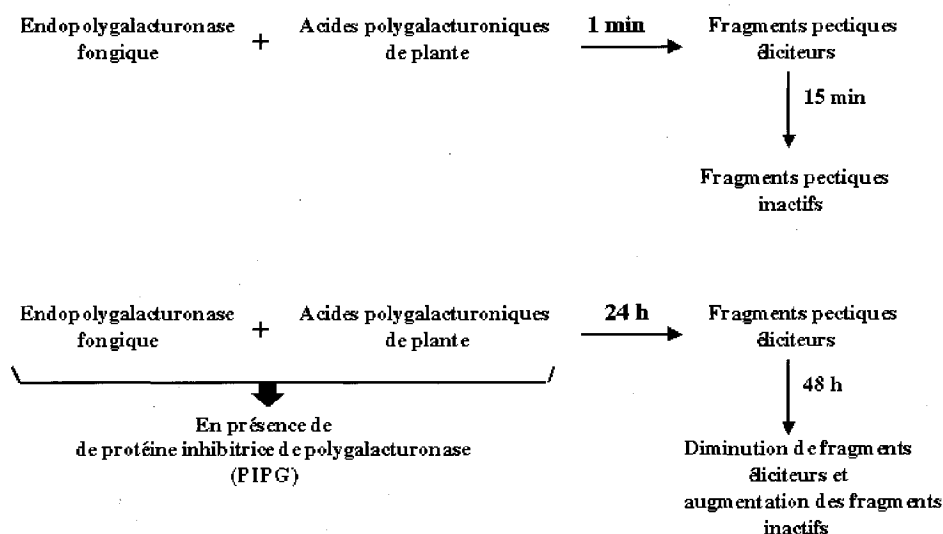 Endopolygalacturonase
fongique
+
Acides polygalacturoniques
de plante
1 min
Fragments pectiques
éliciteurs
15 min
Fragments pectiques
inactifs
Endopolygalacturonase
fongique
+
Acides polygalacturoniques
de plante
24 h
Fragments pectiques
éliciteurs
48 h
En présence de
de protéine inhibitrice de polygalacturonase
(PIPG)
Diminution de fragments
éliciteurs et
augmentation des fragments
inactifs